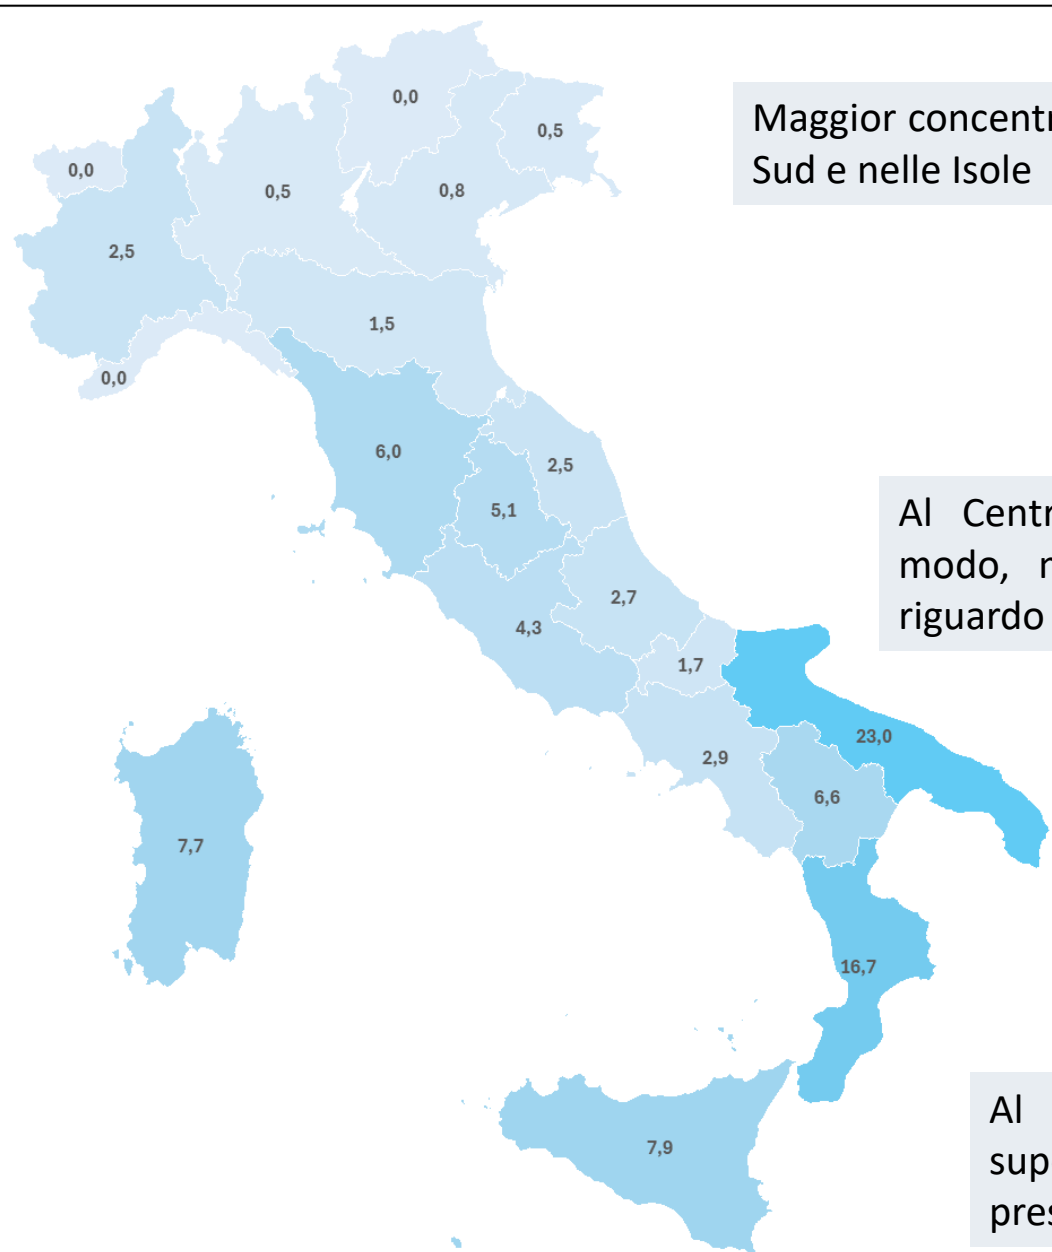 0,0
0,5
Maggior concentr
Sud e nelle Isole
0,0
0,5
0,8
2,5
1,5
0,0
6,0
2,5
5,1
Al Centr
modo, n
riguardo
2,7
4,3
1,7
23,0
2,9
6,6
7,7
16,7
Al
sup
pres
7,9